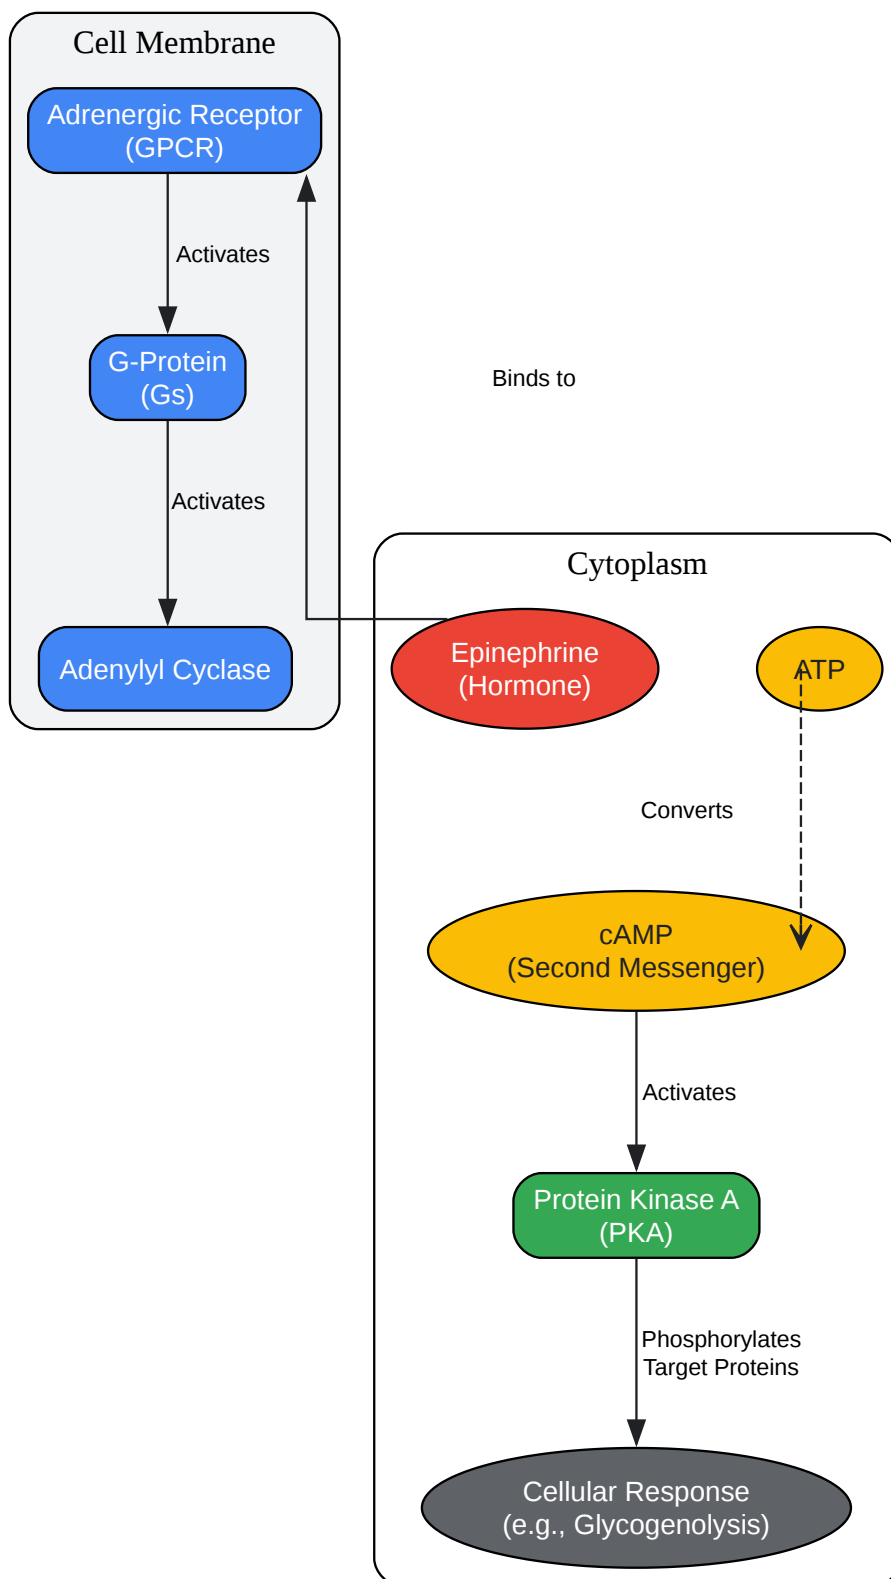 Cell Membrane
Adrenergic Receptor
(GPCR)
Activates
G-Protein
(Gs)
Binds to
Activates
Adenylyl Cyclase
Cytoplasm
Epinephrine
(Hormone)
ATP
Converts
cAMP
(Second Messenger)
Activates
Protein Kinase A
(PKA)
Phosphorylates
Target Proteins
Cellular Response
(e.g., Glycogenolysis)